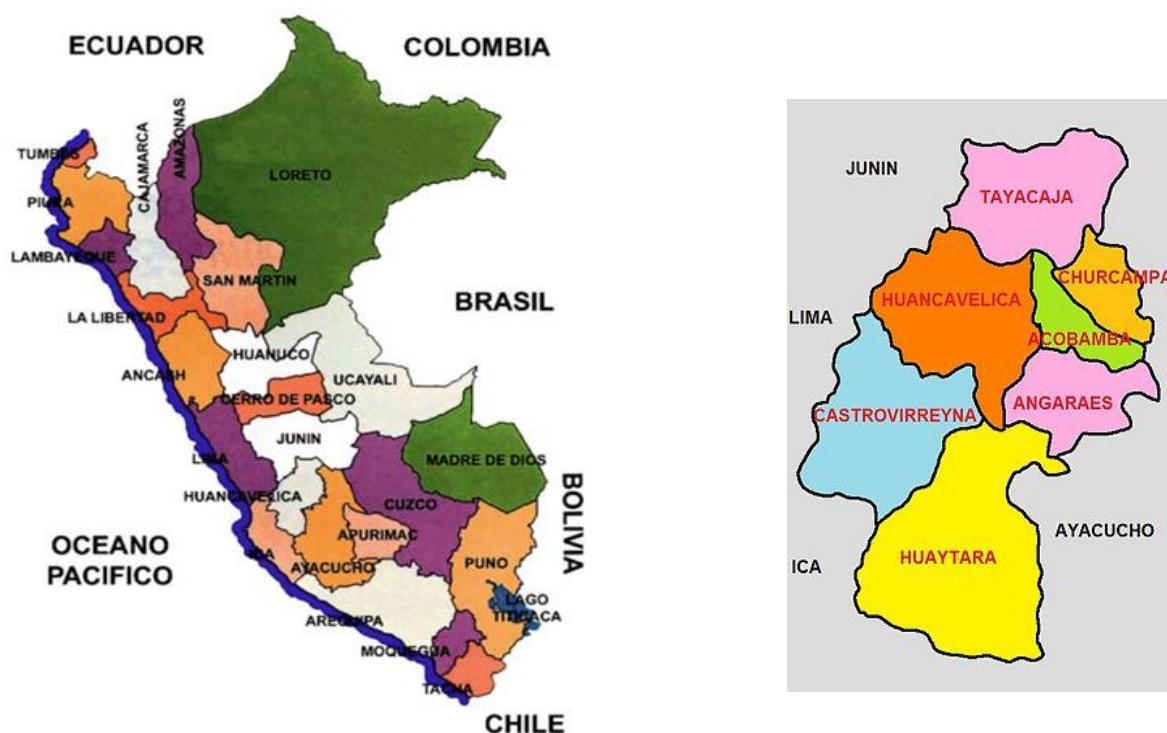 ECUADOR
COLOMBIA
TUMBES
CAJAMARCA
AMAZONAS
LORETO
PIURA
LAMBAYEQUE
SAN MARTIN
BRASIL
LA LIBERTAD
HUANUCO
ANCASH
UCAYALI
CERRO DE PASCO
JUNIN
LIMA
MADRE DE DIOS
HUANCAVELICA
CUZCO
BOLIVIA
OCEANO
PACIFICO
ICA
APURIMAC
AYACUCHO
PUNO
LAGO
TITICACA
AREQUIPA
MOQUEGUA
TACNA
CHILE
JUNIN
TAYACAJA
CHURCAMPA
HUANCAVELICA
LIMA
ACOBAMBA
CASTROVIRREYNA
ANGARAES
AYACUCHO
HUAYTARA
ICA